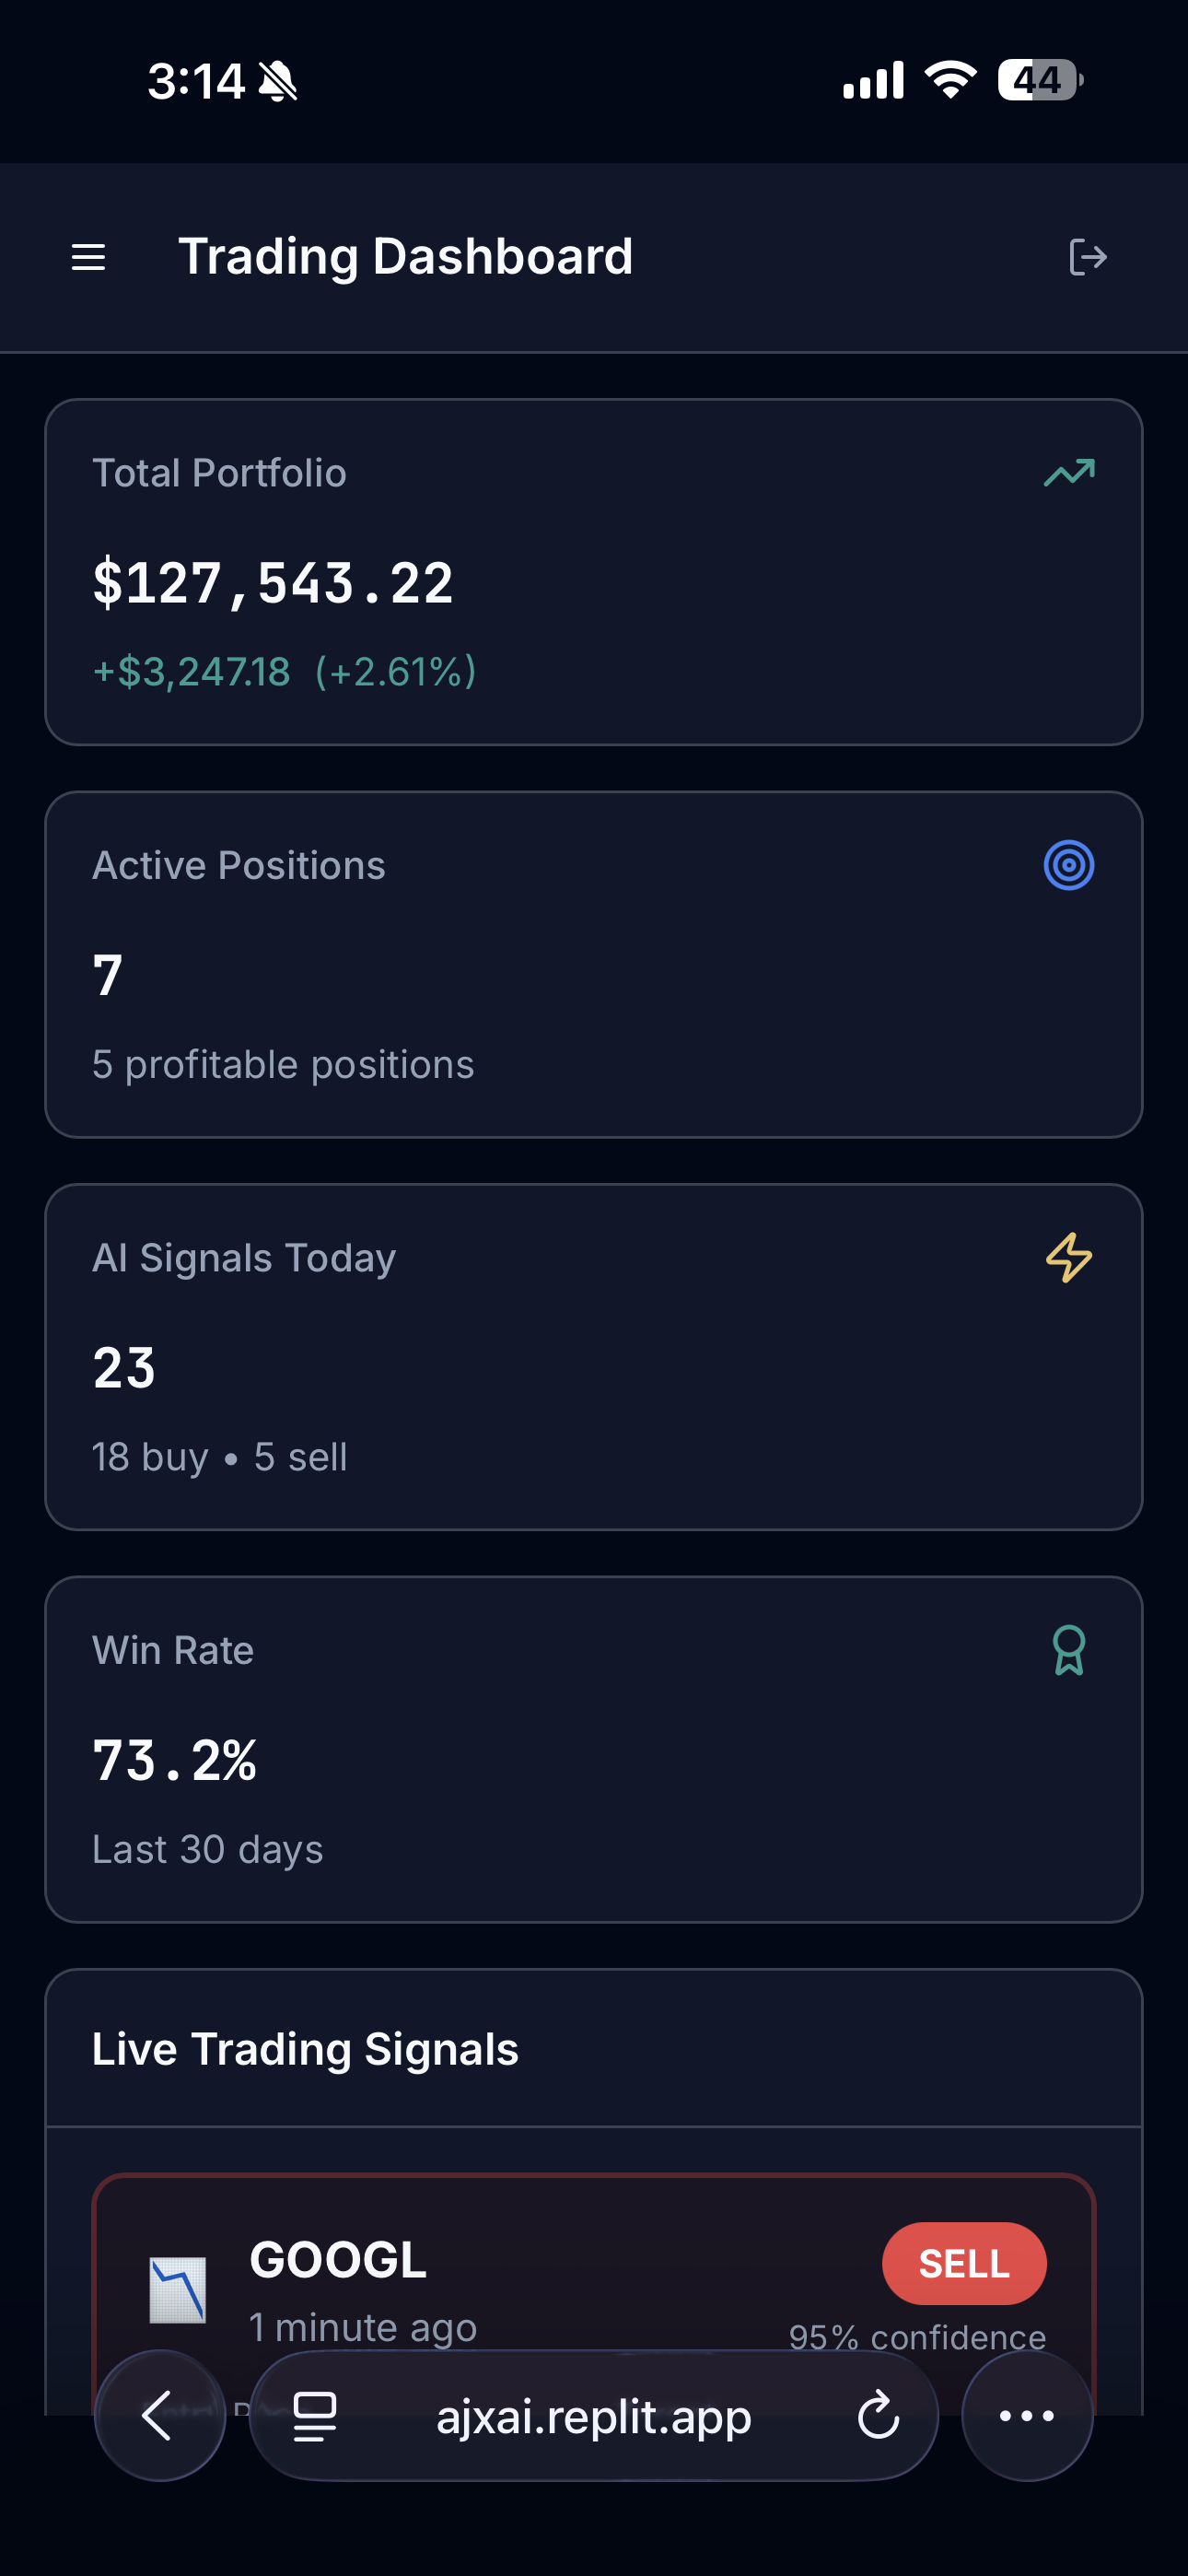 3:14
44
Trading Dashboard
Total Portfolio
$127,543.22
+$3,247.18 (+2.61%)
Active Positions
7
5 profitable positions
AI Signals Today
23
18 buy • 5 sell
Win Rate
73.2%
Last 30 days
Live Trading Signals
GOOGL
SELL
1 minute ago
95% confidence
ajxai.replit.app